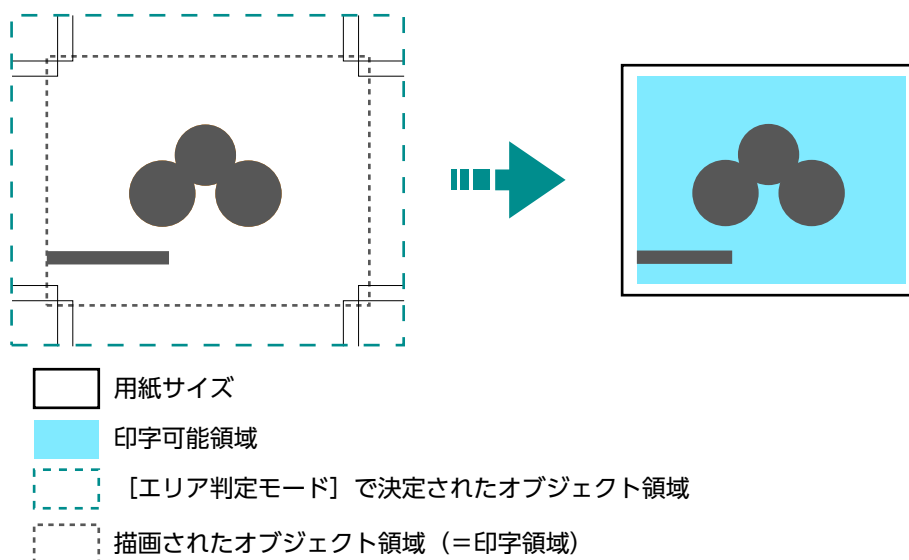 用紙サイズ
印字可能領域
［エリア判定モード］で決定されたオブジェクト領域
描画されたオブジェクト領域（＝印字領域）